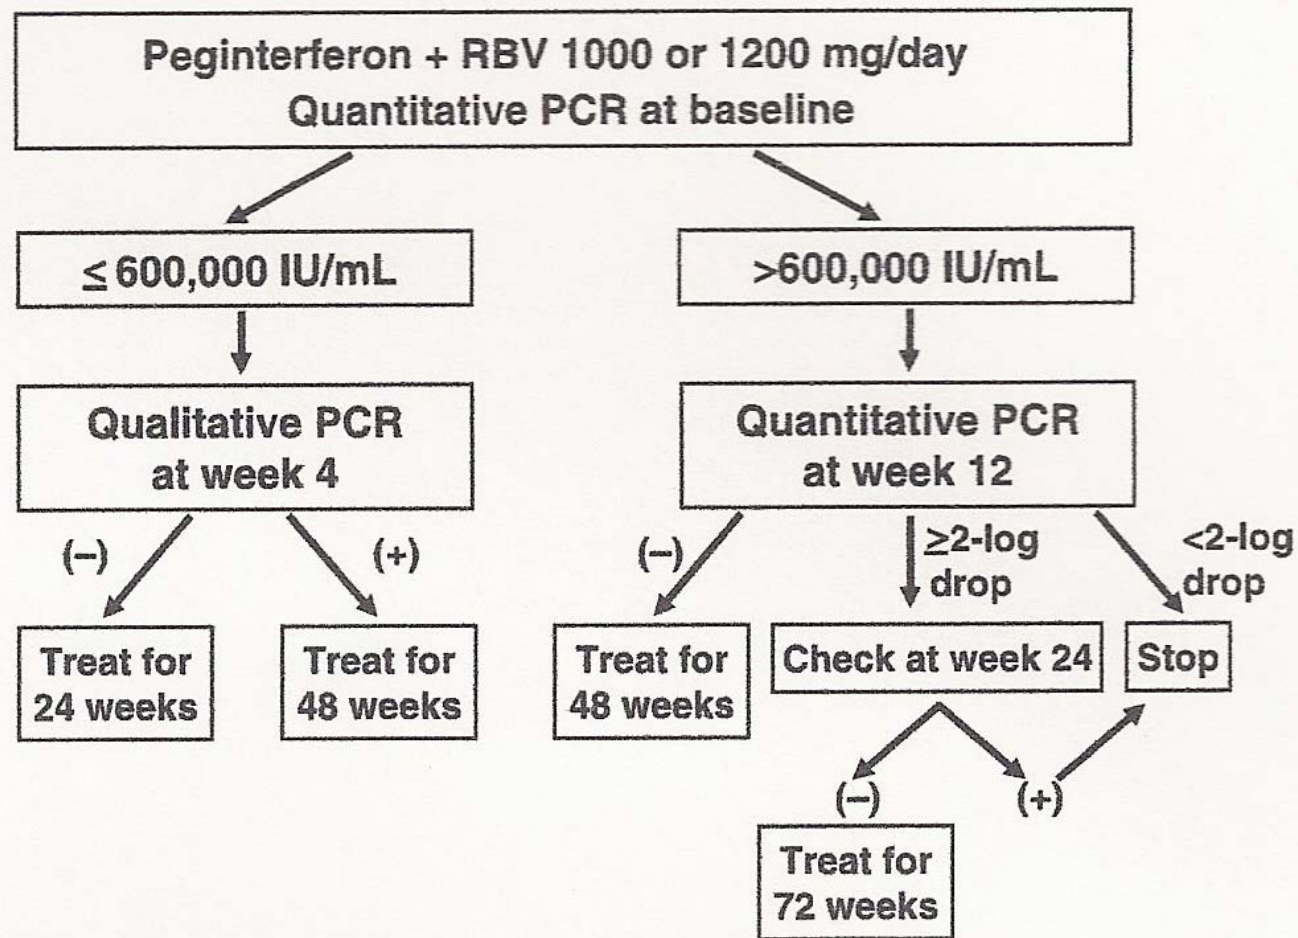 Peginterferon + RBV 1000 or 1200 mg/day
Quantitative PCR at baseline
≤ 600,000 IU/mL
>600,000 IU/mL
Qualitative PCR
at week 4
Quantitative PCR
at week 12
(–)
(+)
(–)
≥2-log
drop
<2-log
drop
Treat for
24 weeks
Treat for
48 weeks
Treat for
48 weeks
Check at week 24
Stop
(–)
(+)
Treat for
72 weeks